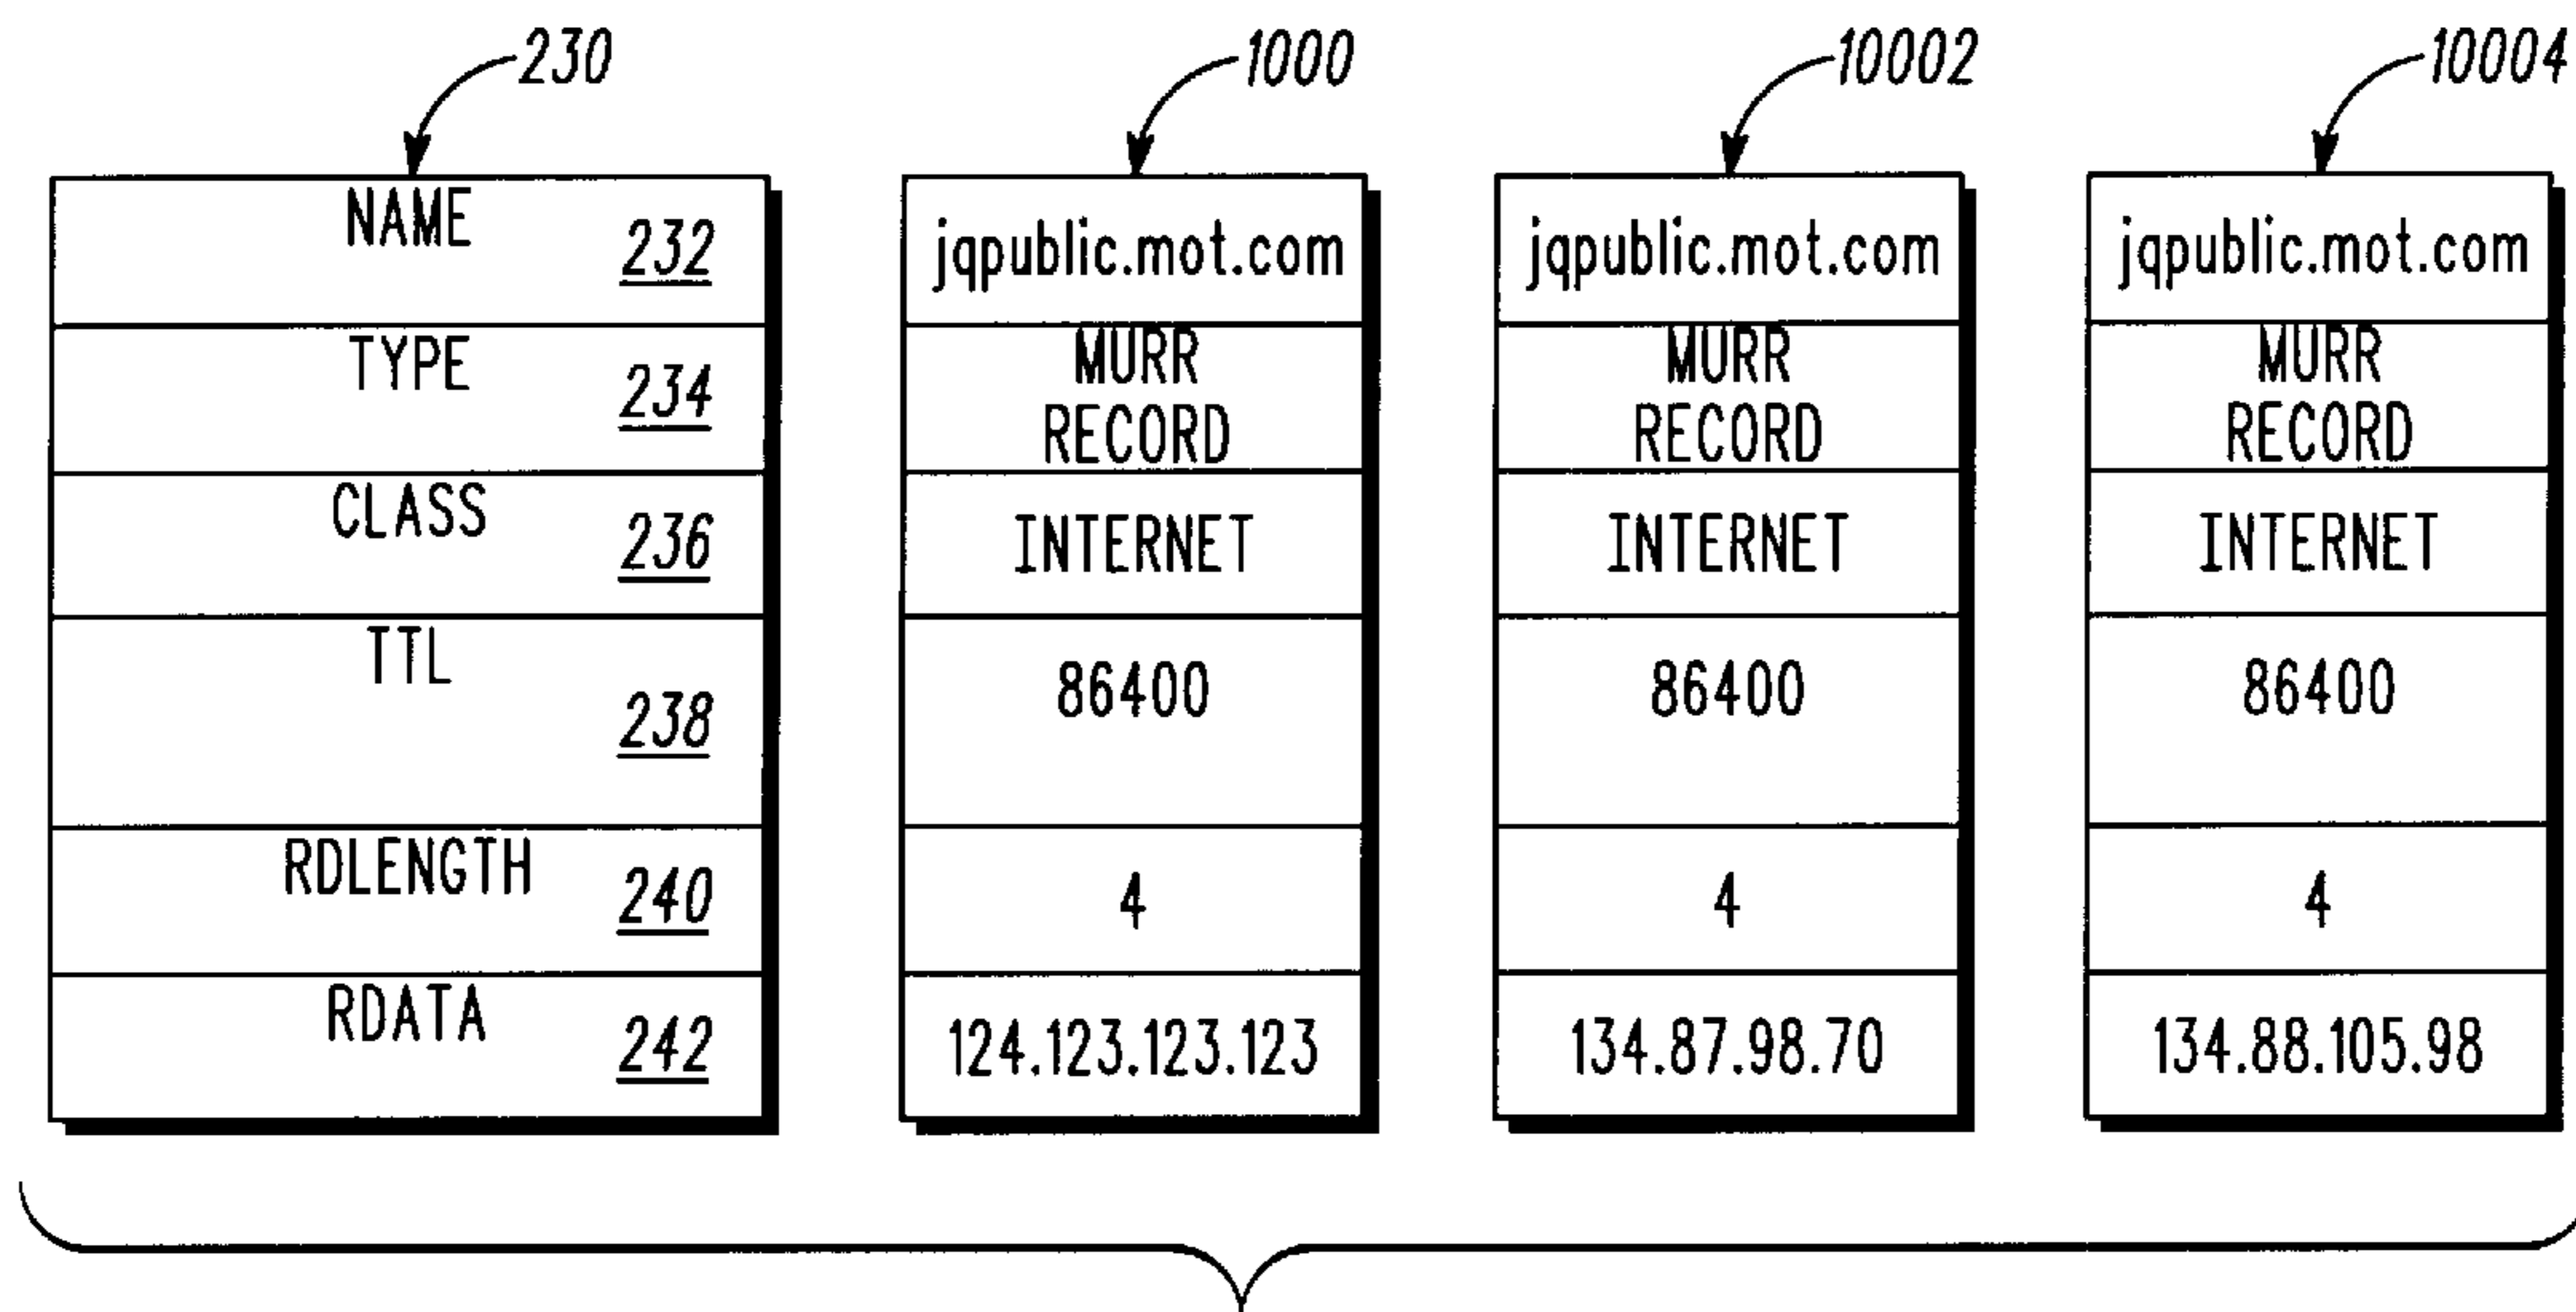 230
1000
10002
10004
NAME
232
jqpublic.mot.com
jqpublic.mot.com
jqpublic.mot.com
TYPE
234
MURR
RECORD
MURR
RECORD
MURR
RECORD
CLASS
236
INTERNET
INTERNET
INTERNET
TTL
238
86400
86400
86400
RDLENGTH
240
4
4
4
RDATA
242
124.123.123.123
134.87.98.70
134.88.105.98